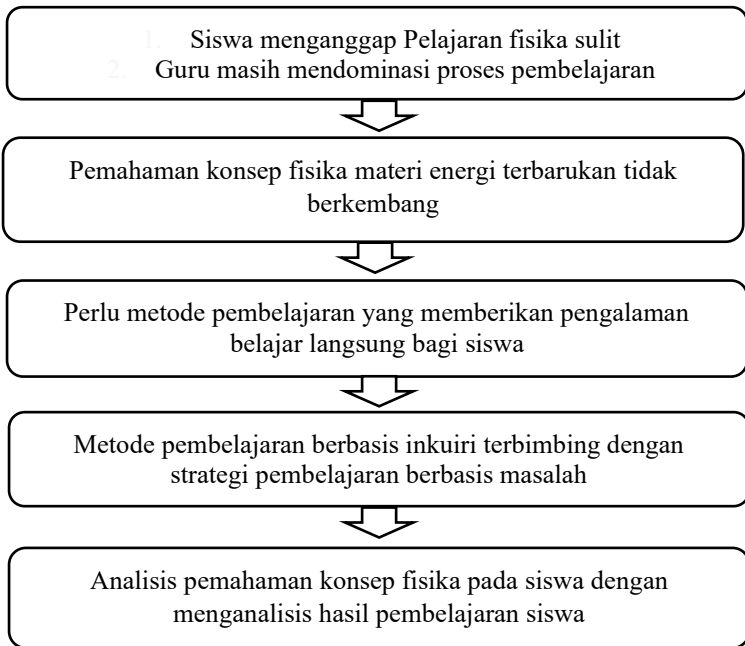 1. Siswa menganggap Pelajaran fisika sulit
2. Guru masih mendominasi proses pembelajaran
Pemahaman konsep fisika materi energi terbarukan tidak
berkembang
Perlu metode pembelajaran yang memberikan pengalaman
belajar langsung bagi siswa
Metode pembelajaran berbasis inkuiri terbimbing dengan
strategi pembelajaran berbasis masalah
Analisis pemahaman konsep fisika pada siswa dengan
menganalisis hasil pembelajaran siswa